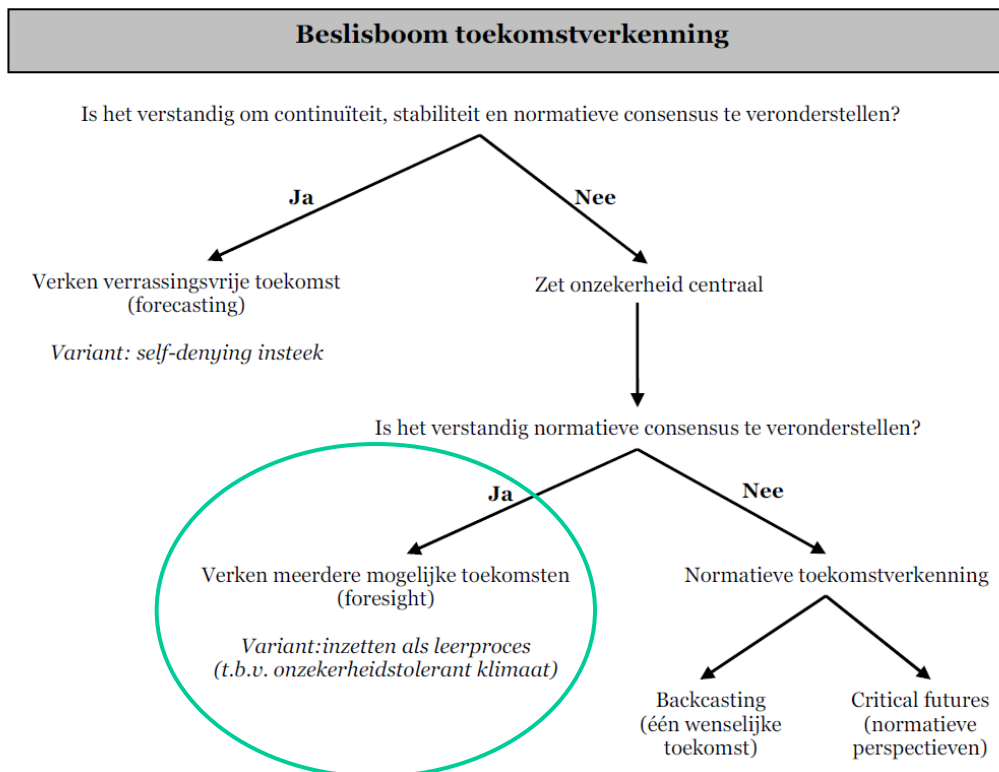 Beslisboom toekomstverkenning
Is het verstandig om continuïteit, stabiliteit en normatieve consensus te veronderstellen?
Ja
Nee
Verken verrassingsvrije toekomst
(forecasting)
Variant: self-denying insteek
Zet onzekerheid centraal
Is het verstandig normatieve consensus te veronderstellen?
Ja
Nee
Verken meerdere mogelijke toekomsten
(foresight)
Variant:inzetten als leerproces
(t.b.v. onzekerheidstolerant klimaat)
Normatieve toekomstverkenning
Backcasting
(één wenselijke
toekomst)
Critical futures
(normatieve
perspectieven)